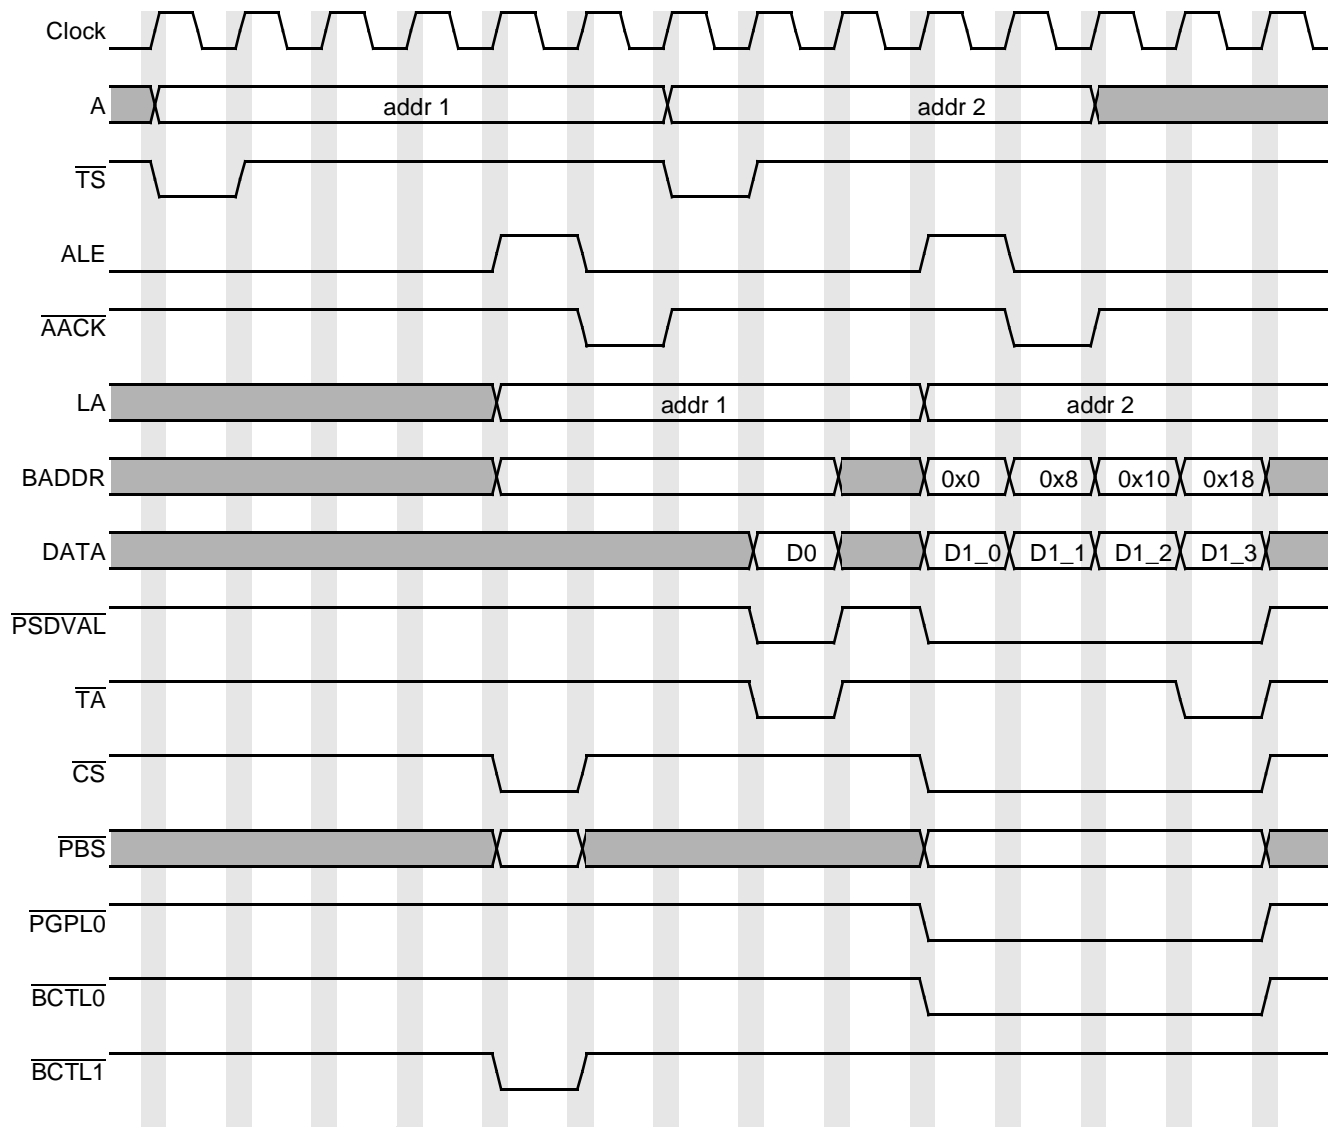 Clock
A addr 1 addr 2
TS
ALE
AACK
LA addr 1 addr 2
BADDR 0x0 0x8 0x10 0x18
DATA D0 D1_0 D1_1 D1_2 D1_3
PSDVAL
TA
CS
PBS
PGPL0
BCTL0
BCTL1